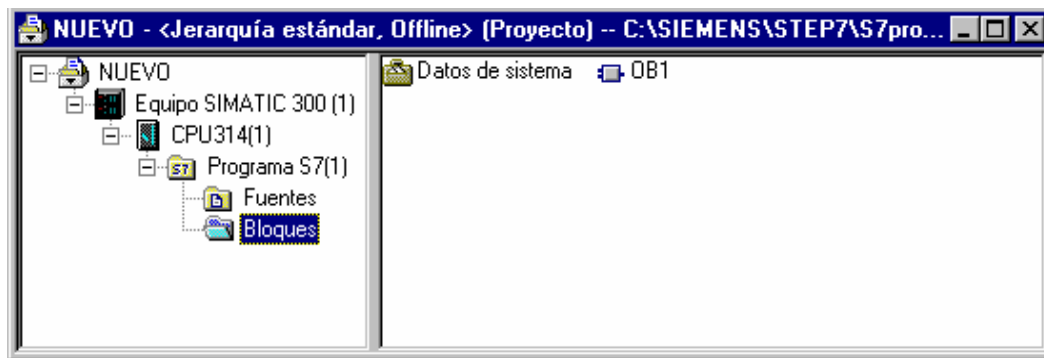 NUEVO - <Jerarquía estándar, Offline> (Proyecto) -- C:\SIEMENS\STEP7\S7pro...
NUEVO
Equipo SIMATIC 300 (1)
CPU314(1)
Programa S7(1)
Fuentes
Bloques
Datos de sistema OB1